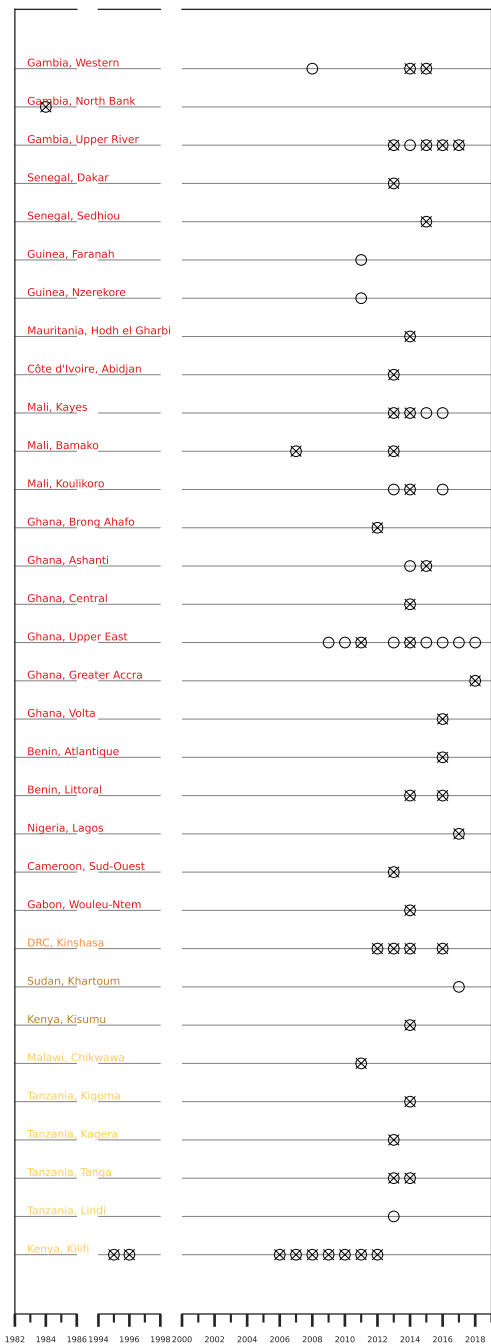 Gambia, Western
Gambia, North Bank
Gambia, Upper River
Senegal, Dakar
Senegal, Sedhiou
Guinea, Faranah
Guinea, Nzerekore
Mauritania, Hodh el Gharbi
Côte d'Ivoire, Abidjan
Mali, Kayes
Mali, Bamako
Mali, Koulikoro
Ghana, Brong Ahafo
Ghana, Ashanti
Ghana, Central
Ghana, Upper East
Ghana, Greater Accra
Ghana, Volta
Benin, Atlantique
Benin, Littoral
Nigeria, Lagos
Cameroon, Sud-Ouest
Gabon, Wouleu-Ntem
DRC, Kinshasa
Sudan, Khartoum
Kenya, Kisumu
Malawi, Chikwawa
Tanzania, Kigoma
Tanzania, Kagera
Tanzania, Tanga
Tanzania, Lindi
Kenya, Kilifi
1982 1984 1986 1994 1996 1998 2000 2002 2004 2006 2008 2010 2012 2014 2016 2018